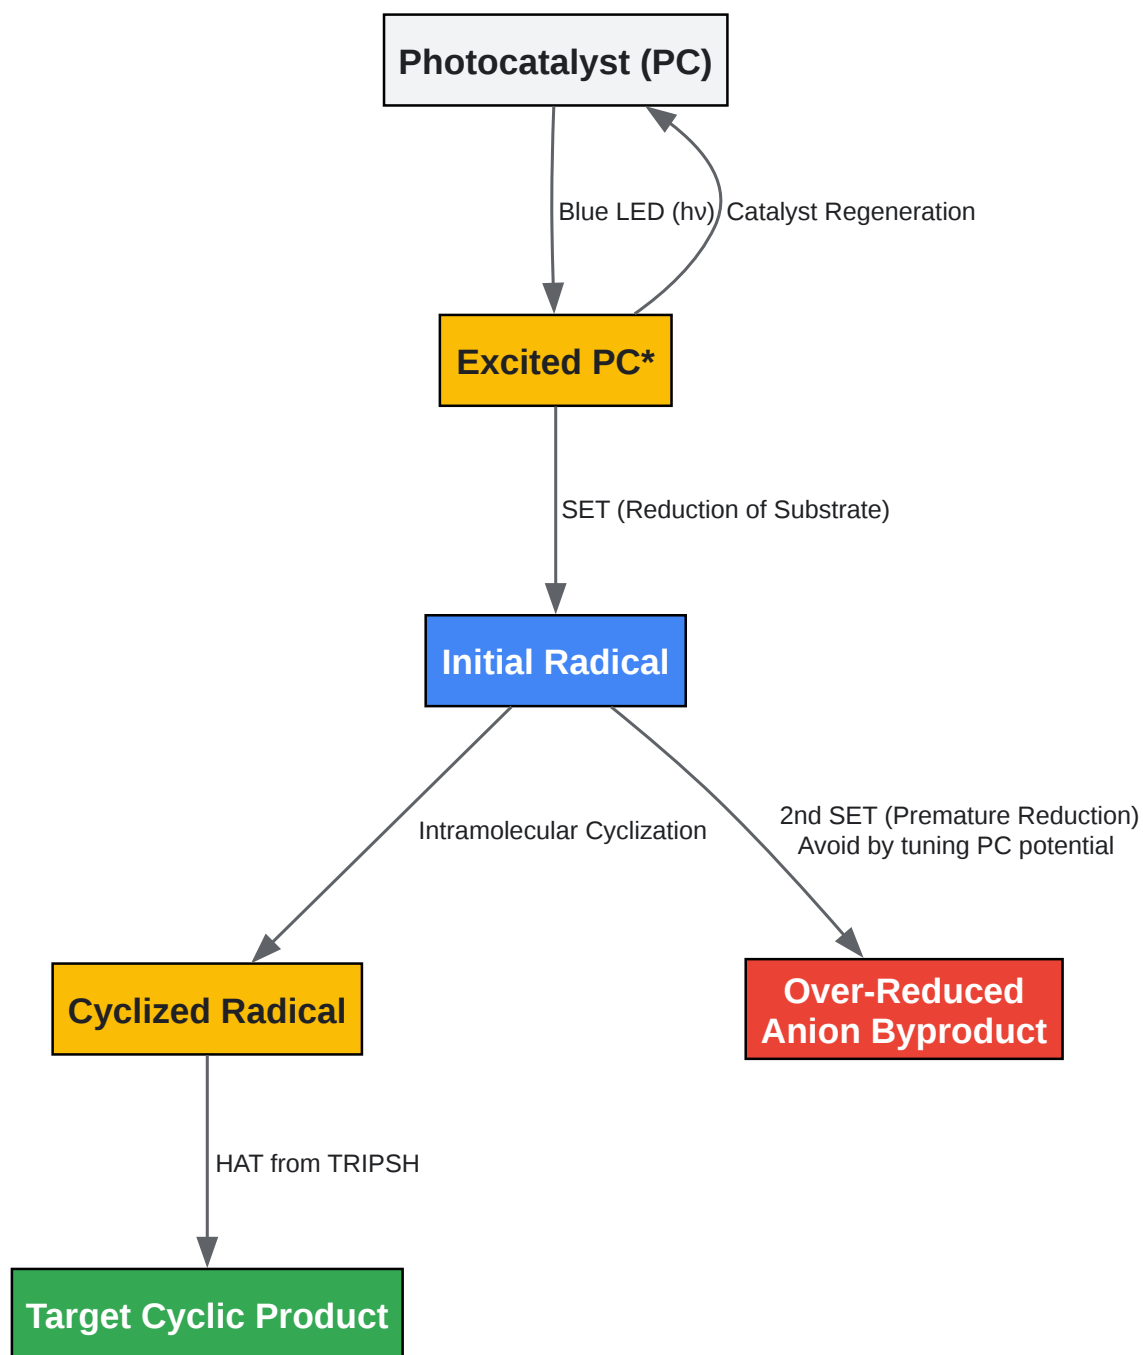 Photocatalyst (PC)
Blue LED (hν)
Catalyst Regeneration
Excited PC*
SET (Reduction of Substrate)
Initial Radical
Intramolecular Cyclization
2nd SET (Premature Reduction)
Avoid by tuning PC potential
Cyclized Radical
Over-Reduced
Anion Byproduct
HAT from TRIPSH
Target Cyclic Product